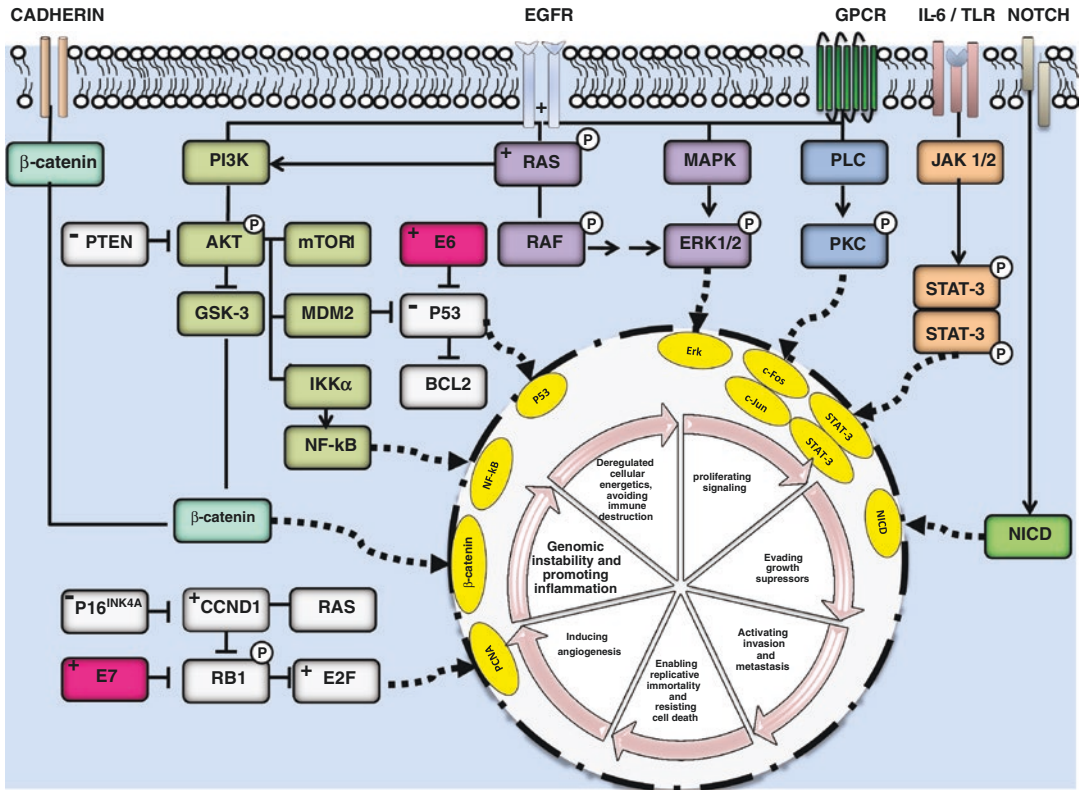 CADHERIN
EGFR
GPCR
IL-6 / TLR
NOTCH
+
β-catenin
PI3K
+ RAS
P
MAPK
PLC
JAK 1/2
- PTEN
AKT
P
mTORI
+ E6
RAF
P
ERK1/2
P
PKC
P
GSK-3
MDM2
- P53
STAT-3
P
STAT-3
P
IKKα
BCL2
NF-kB
β-catenin
NICD
- P16INK4A
+ CCND1
RAS
+ E7
RB1
P
+ E2F
Erk
c-Fos
c-Jun
STAT-3
STAT-3
NICD
P53
NF-kB
β-catenin
PCNA
Deregulated
cellular
energetics,
avoiding
immune
destruction
proliferating
signaling
Evading
growth
supressors
Activating
invasion
and
metastasis
Enabling
replicative
immortality
and
resisting
cell death
Inducing
angiogenesis
Genomic
instability and
promoting
inflammation